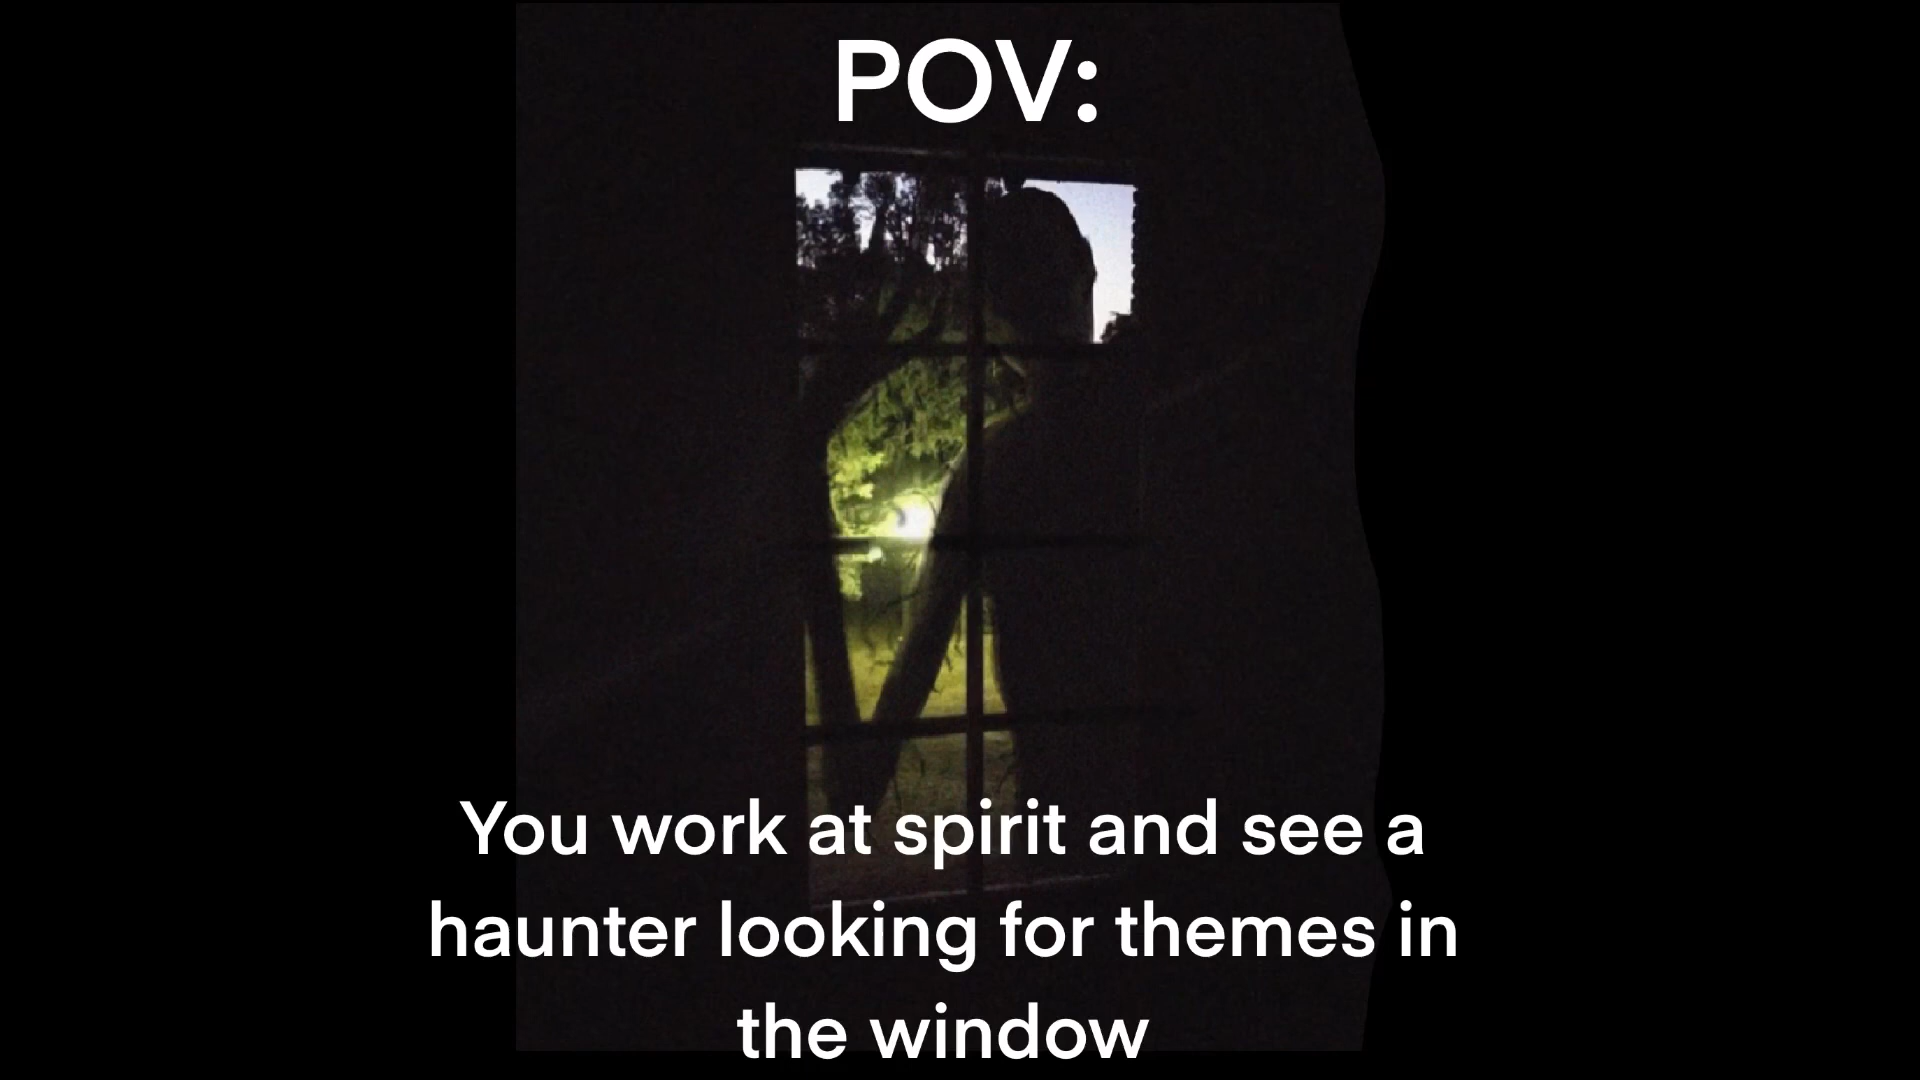 POV:
You work at spirit and see a
haunter looking for themes in
the window